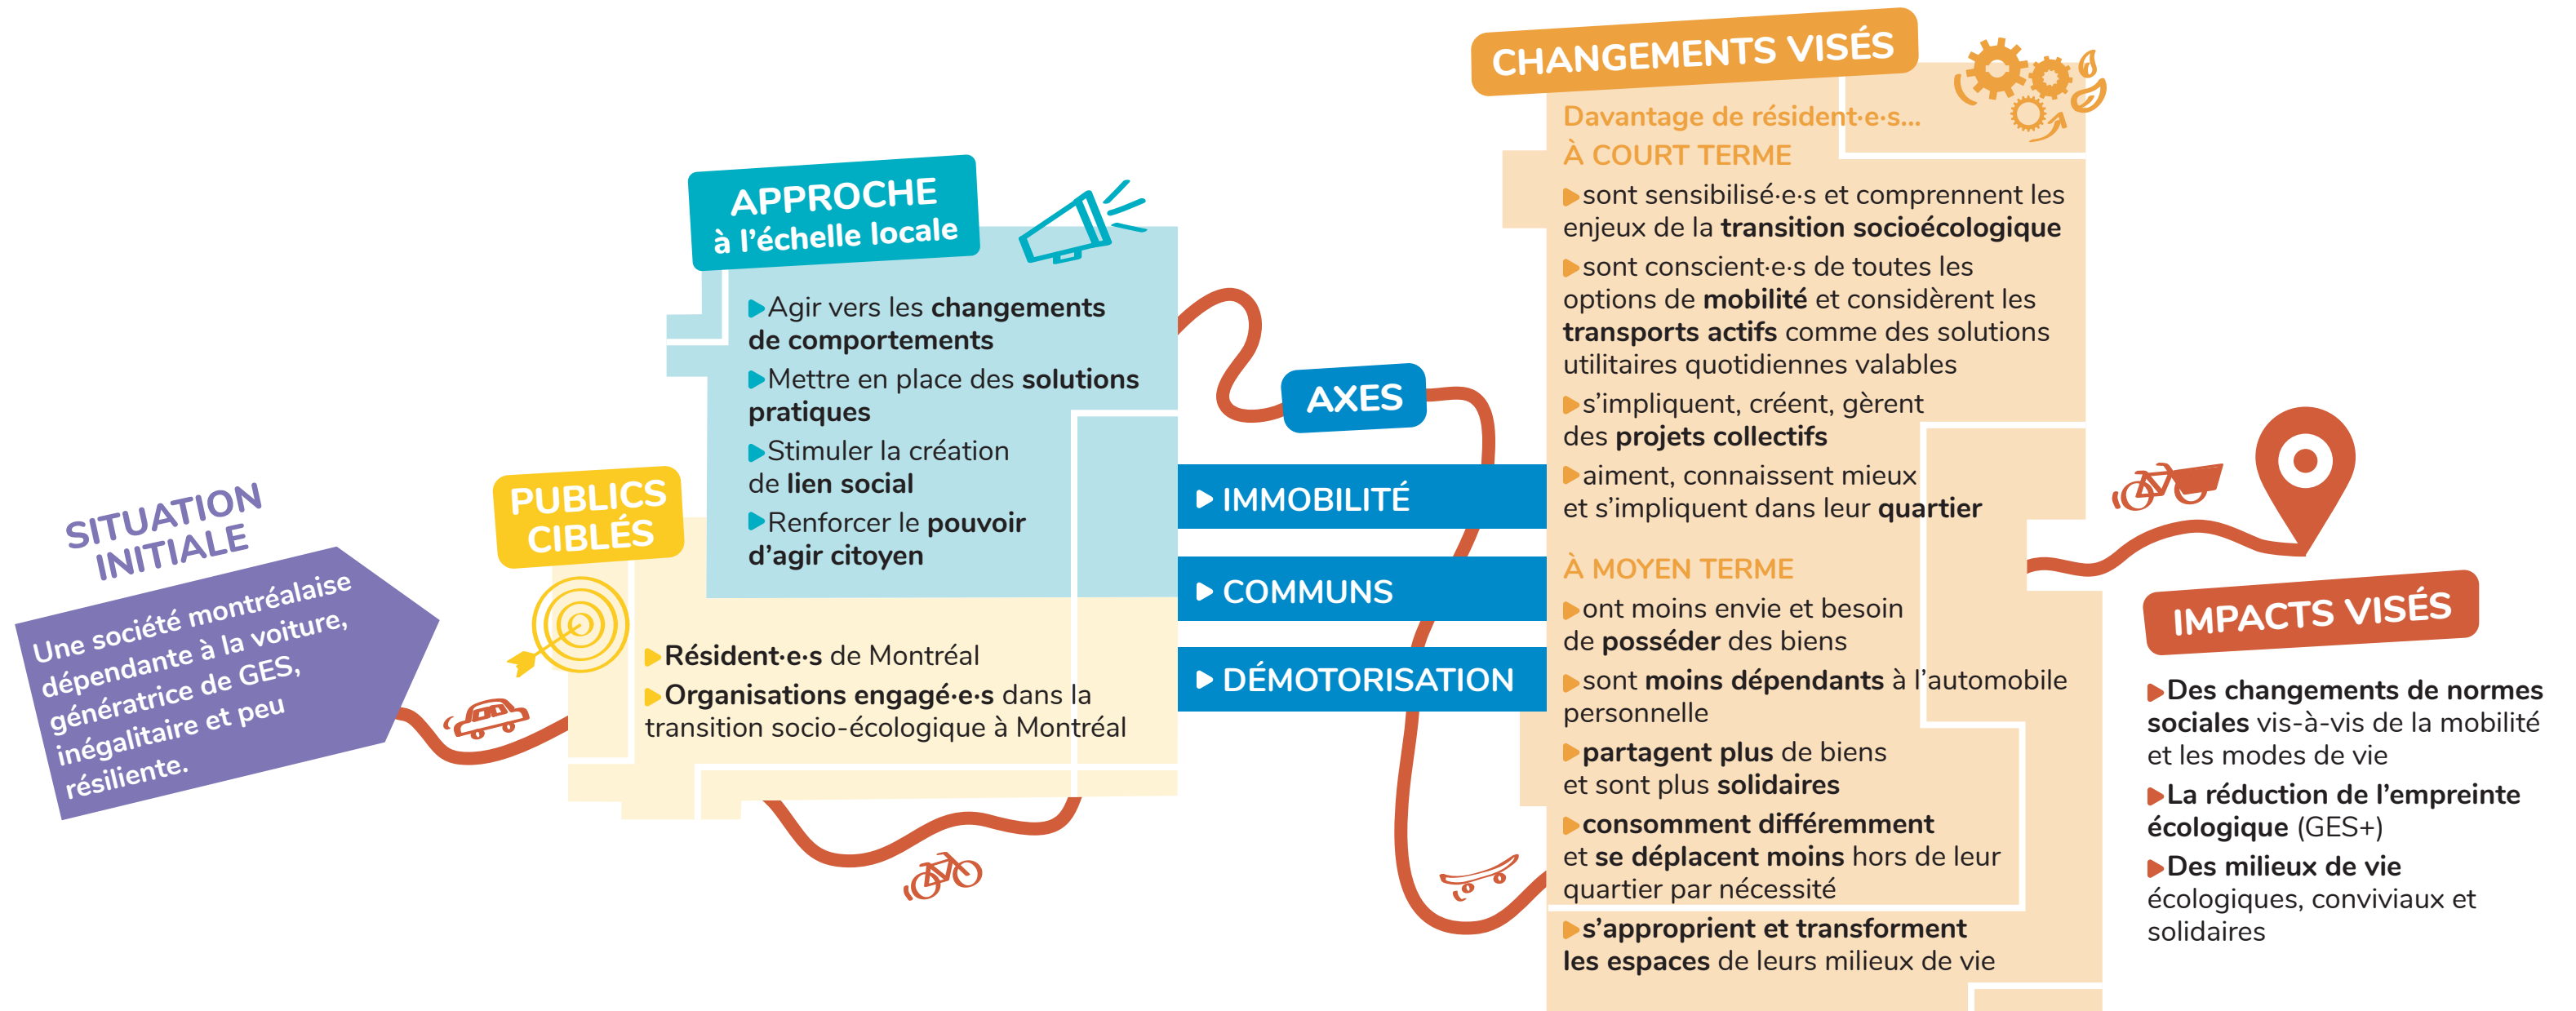 SITUATION
INITIALE
Une société montréalaise
dépendante à la voiture,
génératrice de GES,
inégalitaire et peu
résiliente.
PUBLICS
CIBLÉS
Résident·e·s de Montréal
Organisations engagé·e·s dans la
transition socio-écologique à Montréal
APPROCHE
à l’échelle locale
Agir vers les changements
de comportements
Mettre en place des solutions
pratiques
Stimuler la création
de lien social
Renforcer le pouvoir
d’agir citoyen
AXES
IMMOBILITÉ
COMMUNS
DÉMOTORISATION
CHANGEMENTS VISÉS
Davantage de résident·e·s...
À COURT TERME
sont sensibilisé·e·s et comprennent les
enjeux de la transition socioécologique
sont conscient·e·s de toutes les
options de mobilité et considèrent les
transports actifs comme des solutions
utilitaires quotidiennes valables
s’impliquent, créent, gèrent
des projets collectifs
aiment, connaissent mieux
et s’impliquent dans leur quartier
À MOYEN TERME
ont moins envie et besoin
de posséder des biens
sont moins dépendants à l’automobile
personnelle
partagent plus de biens
et sont plus solidaires
consomment différemment
et se déplacent moins hors de leur
quartier par nécessité
s’approprient et transforment
les espaces de leurs milieux de vie
IMPACTS VISÉS
Des changements de normes
sociales vis-à-vis de la mobilité
et les modes de vie
La réduction de l’empreinte
écologique (GES+)
Des milieux de vie
écologiques, conviviaux et
solidaires